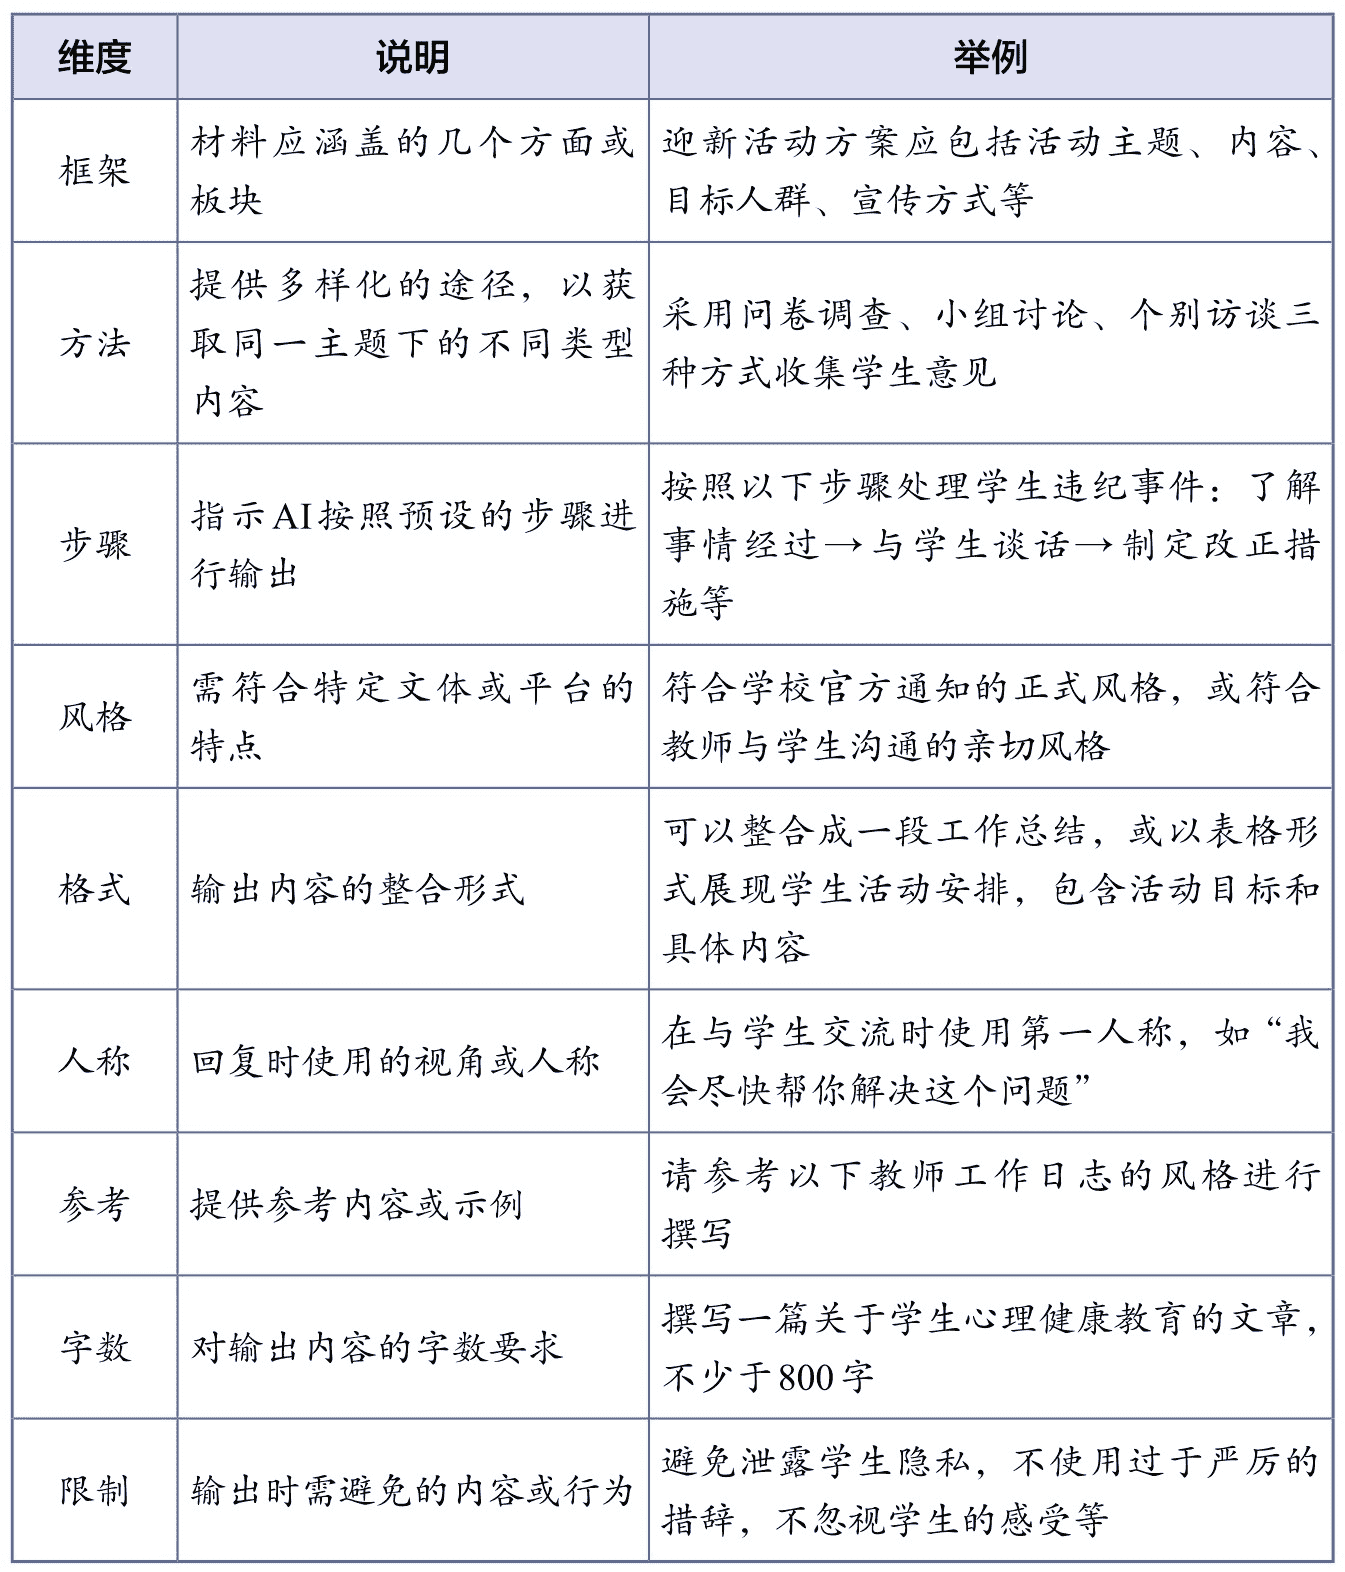 维度 说明 举例
框架
材料应涵盖的几个方面或
板块
迎新活动方案应包括活动主题、内容、
目标人群、宣传方式等
方法
提供多样化的途径，以获
取同一主题下的不同类型
内容
采用问卷调查、小组讨论、个别访谈三
种方式收集学生意见
步骤
指示AI按照预设的步骤进
行输出
按照以下步骤处理学生违纪事件：了解
事情经过→与学生谈话→制定改正措
施等
风格
需符合特定文体或平台的
特点
符合学校官方通知的正式风格，或符合
教师与学生沟通的亲切风格
格式
输出内容的整合形式
可以整合成一段工作总结，或以表格形
式展现学生活动安排，包含活动目标和
具体内容
人称
回复时使用的视角或人称
在与学生交流时使用第一人称，如“我
会尽快帮你解决这个问题”
参考
提供参考内容或示例
请参考以下教师工作日志的风格进行
撰写
字数
对输出内容的字数要求
撰写一篇关于学生心理健康教育的文章，
不少于800字
限制
输出时需避免的内容或行为
避免泄露学生隐私，不使用过于严厉的
措辞，不忽视学生的感受等